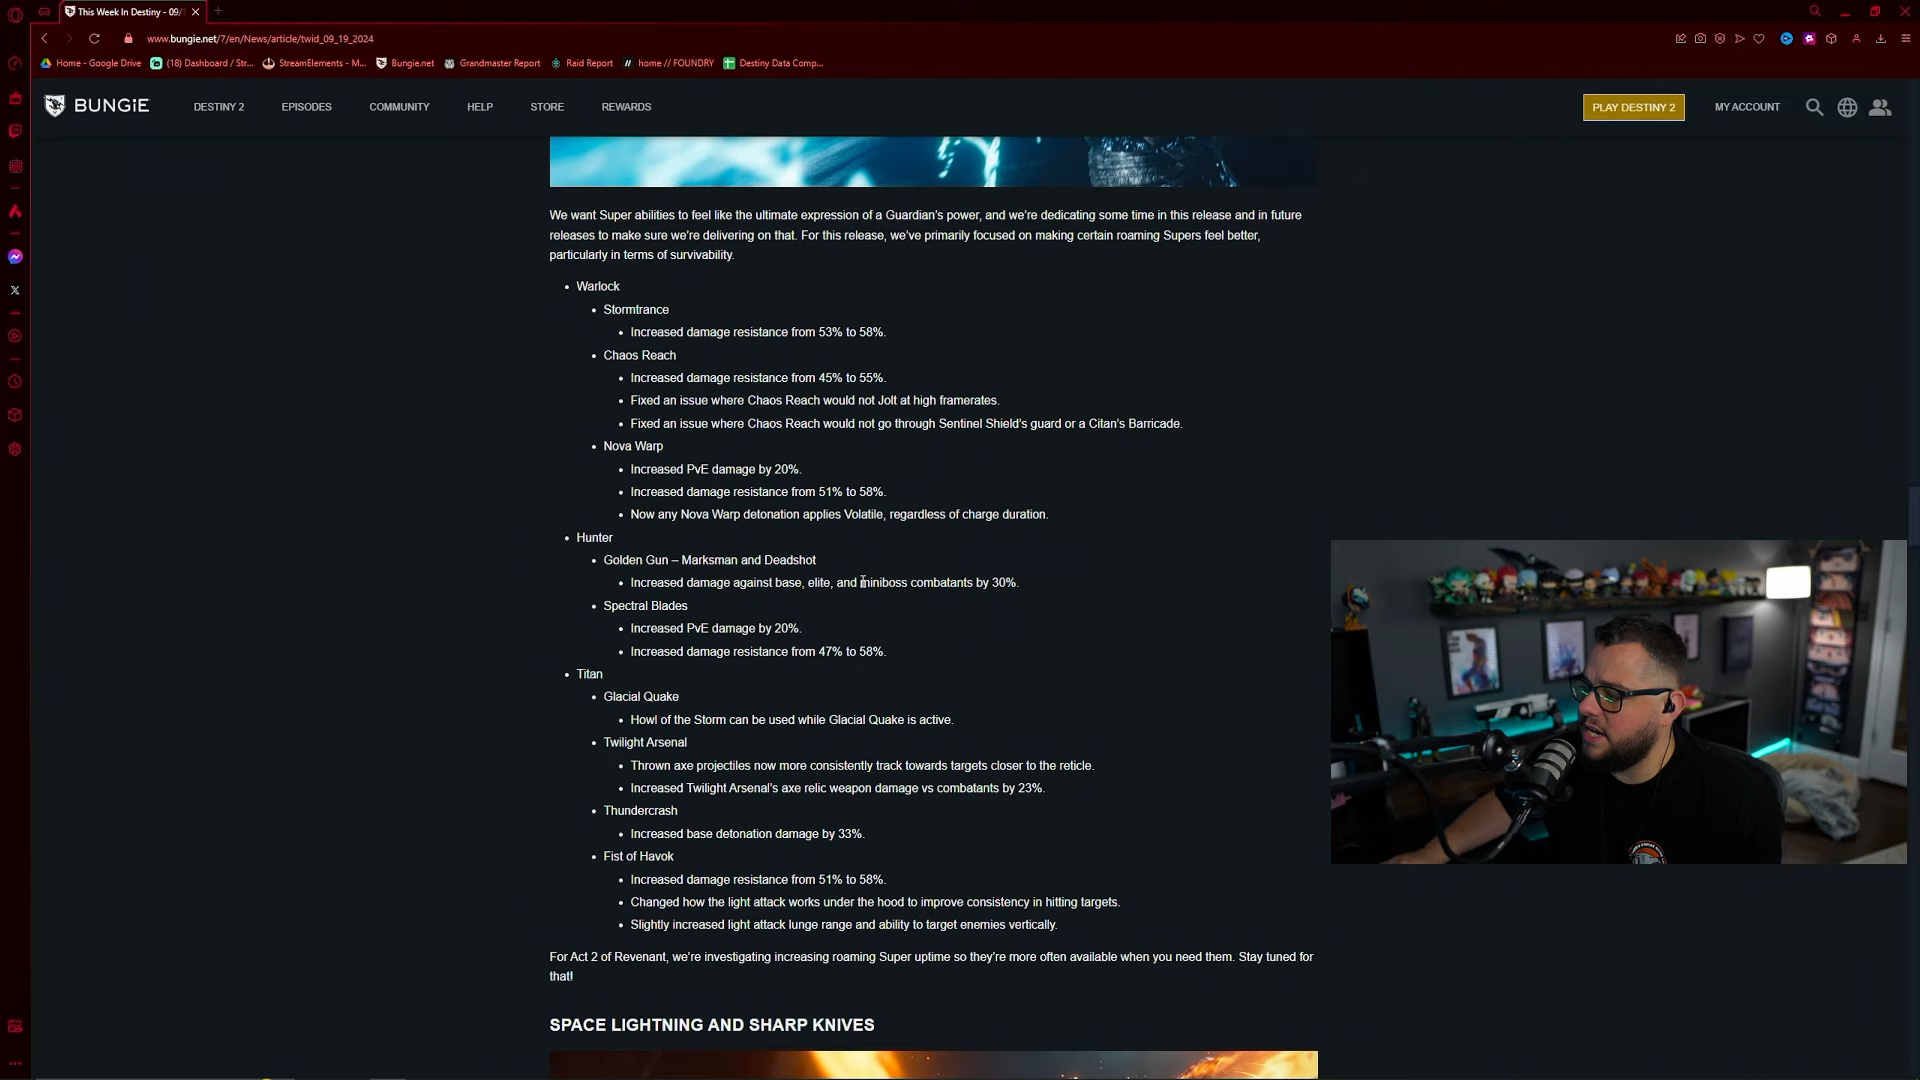 This Week In Destiny - 09/
www.bungie.net/7/en/News/article/twid_09_19_2024
Home - Google Drive
(18) Dashboard / Str...
StreamElements - M...
Bungie.net
Grandmaster Report
Raid Report
home // FOUNDRY
Destiny Data Comp...
BUNGiE
DESTINY 2
EPISODES
COMMUNITY
HELP
STORE
REWARDS
PLAY DESTINY 2
MY ACCOUNT
We want Super abilities to feel like the ultimate expression of a Guardian's power, and we're dedicating some time in this release and in future
releases to make sure we're delivering on that. For this release, we've primarily focused on making certain roaming Supers feel better,
particularly in terms of survivability.
• Warlock
• Stormtrance
• Increased damage resistance from 53% to 58%.
• Chaos Reach
• Increased damage resistance from 45% to 55%.
• Fixed an issue where Chaos Reach would not Jolt at high framerates.
• Fixed an issue where Chaos Reach would not go through Sentinel Shield's guard or a Citan's Barricade.
• Nova Warp
• Increased PvE damage by 20%.
• Increased damage resistance from 51% to 58%.
• Now any Nova Warp detonation applies Volatile, regardless of charge duration.
• Hunter
• Golden Gun – Marksman and Deadshot
• Increased damage against base, elite, and miniboss combatants by 30%.
• Spectral Blades
• Increased PvE damage by 20%.
• Increased damage resistance from 47% to 58%.
• Titan
• Glacial Quake
• Howl of the Storm can be used while Glacial Quake is active.
• Twilight Arsenal
• Thrown axe projectiles now more consistently track towards targets closer to the reticle.
• Increased Twilight Arsenal's axe relic weapon damage vs combatants by 23%.
• Thundercrash
• Increased base detonation damage by 33%.
• Fist of Havok
• Increased damage resistance from 51% to 58%.
• Changed how the light attack works under the hood to improve consistency in hitting targets.
• Slightly increased light attack lunge range and ability to target enemies vertically.
For Act 2 of Revenant, we're investigating increasing roaming Super uptime so they're more often available when you need them. Stay tuned for
that!
SPACE LIGHTNING AND SHARP KNIVES